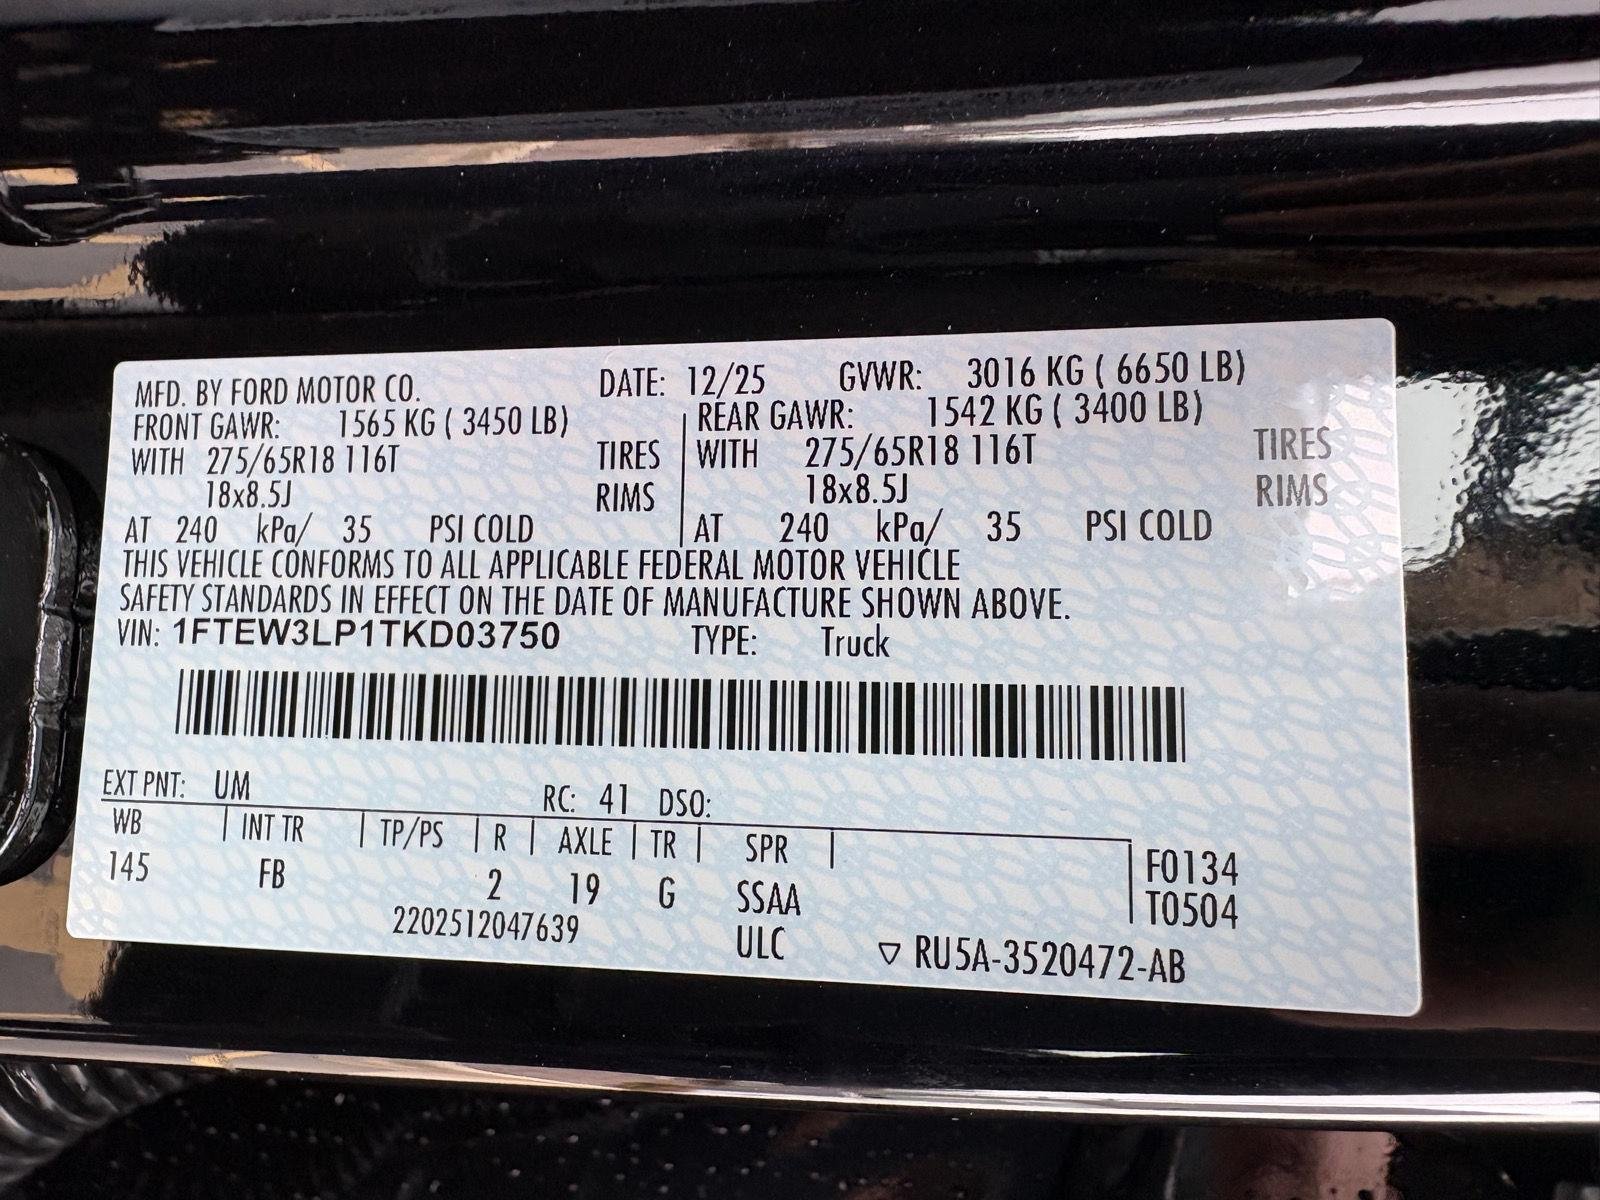 MFD. BY FORD MOTOR CO. DATE: 12/25 GVWR: 3016 KG ( 6650 LB)
FRONT GAWR: 1565 KG ( 3450 LB) REAR GAWR: 1542 KG ( 3400 LB)
WITH 275/65R18 116T TIRES WITH 275/65R18 116T TIRES
18x8.5J RIMS 18x8.5J RIMS
AT 240 kPa/ 35 PSI COLD AT 240 kPa/ 35 PSI COLD
THIS VEHICLE CONFORMS TO ALL APPLICABLE FEDERAL MOTOR VEHICLE
SAFETY STANDARDS IN EFFECT ON THE DATE OF MANUFACTURE SHOWN ABOVE.
VIN: 1FTEW3LP1TKD03750 TYPE: Truck
EXT PNT: UM RC: 41 DSO:
WB INT TR TP/PS R AXLE TR SPR
145 FB 2 19 G SSAA F0134
T0504
2202512047639 ULC ▽ RU5A-3520472-AB